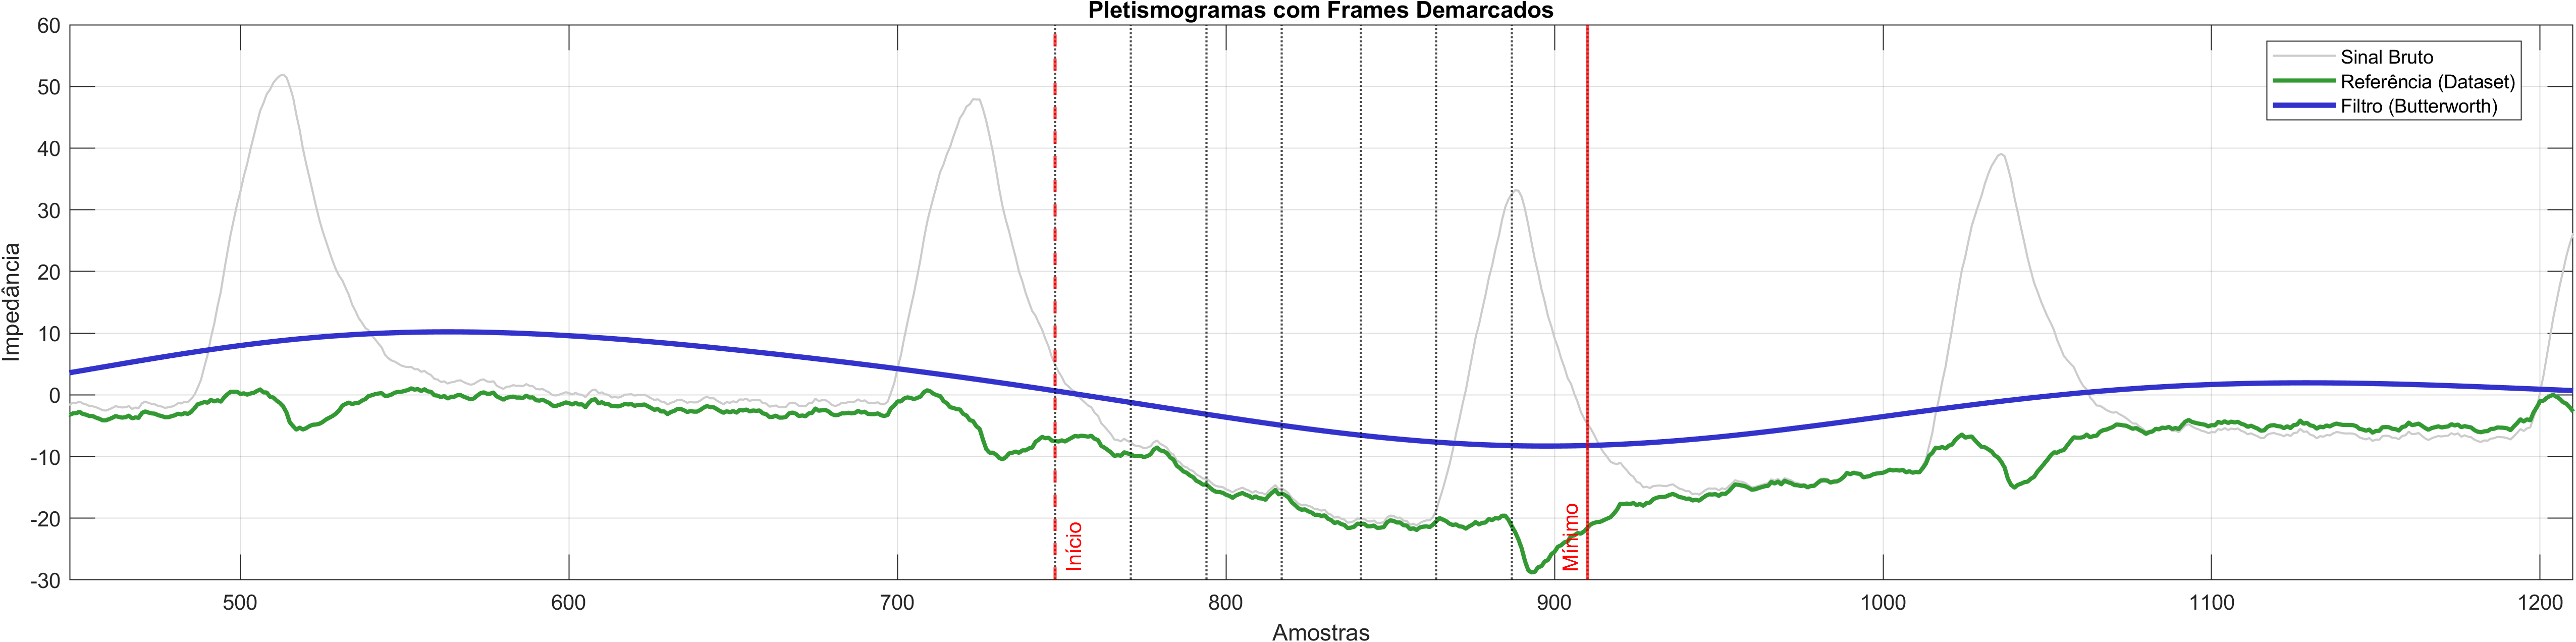 Pletismogramas com Frames Demarcados
60
50
40
30
20
10
0
-10
-20
-30
Impedância
Sinal Bruto
Referência (Dataset)
Filtro (Butterworth)
Início
Mínimo
500
600
700
800
900
1000
1100
1200
Amostras